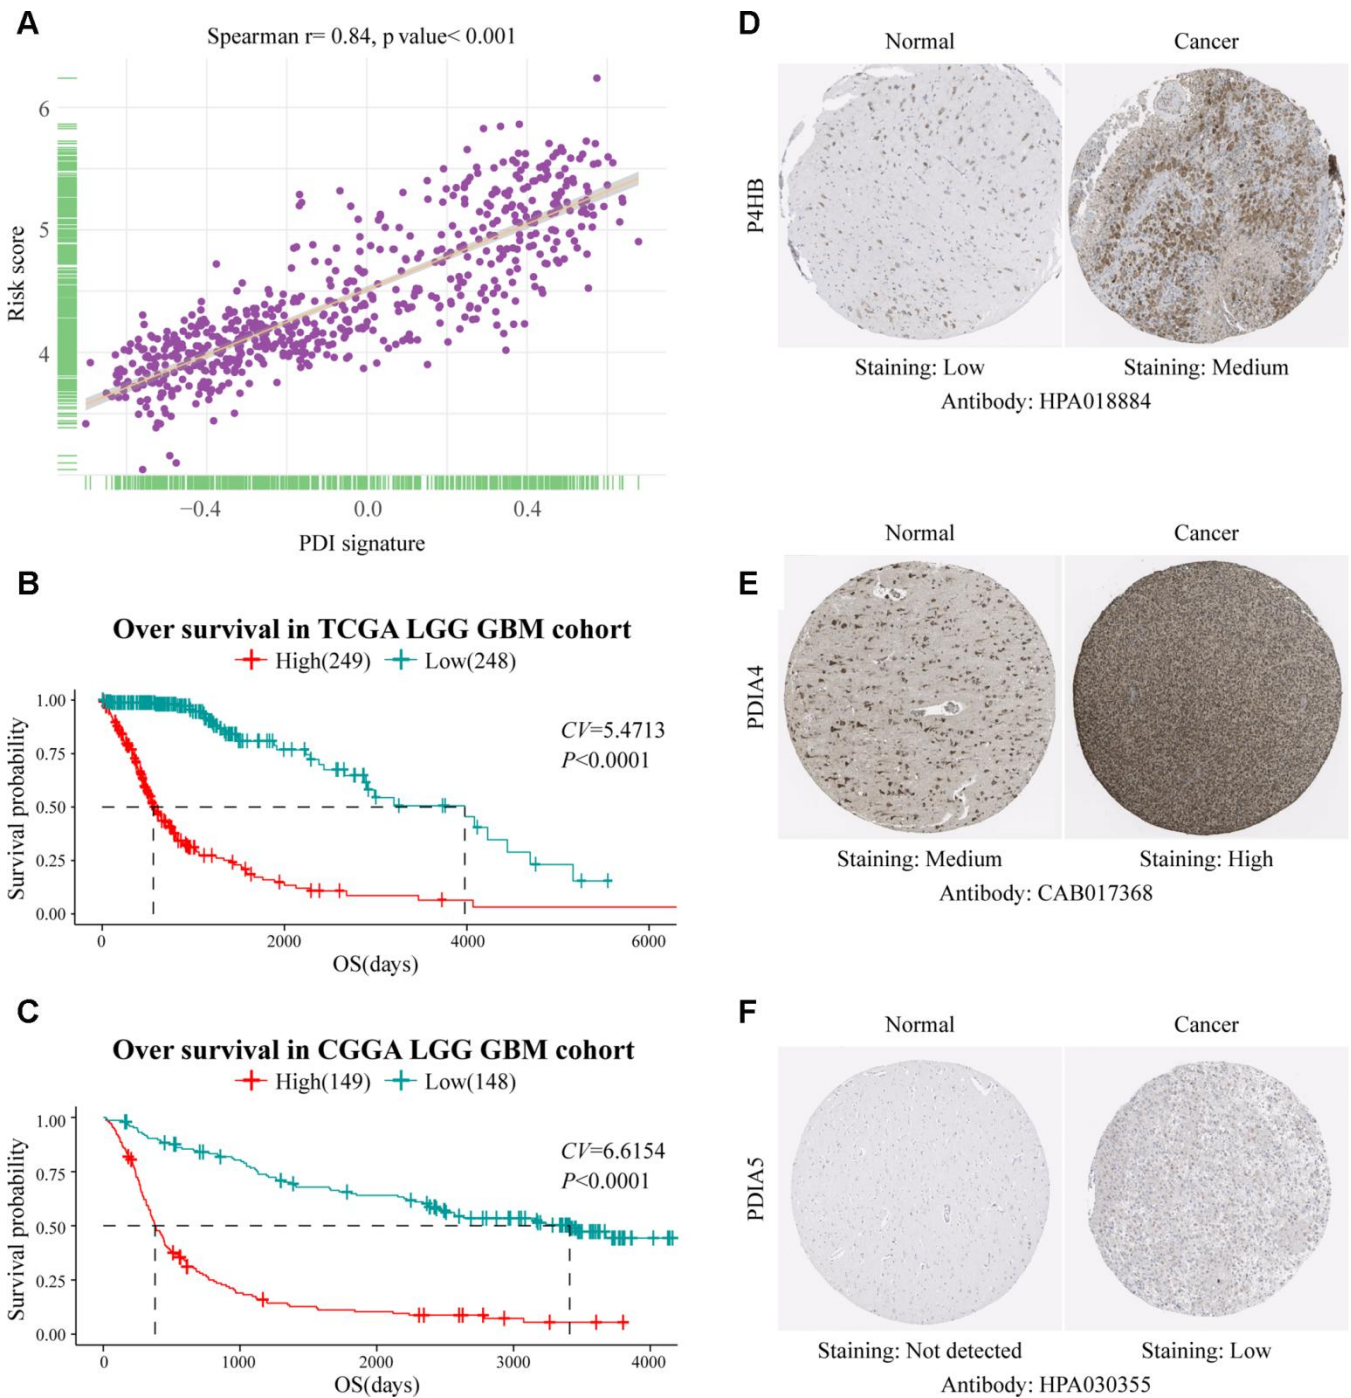 A
Spearman r= 0.84, p value< 0.001
Risk score
6
5
4
−0.4
0.0
0.4
PDI signature
B
Over survival in TCGA LGG GBM cohort
High(249) Low(248)
Survival probability
1.00
0.75
0.50
0.25
0.00
CV=5.4713
P<0.0001
0
2000
4000
6000
OS(days)
C
Over survival in CGGA LGG GBM cohort
High(149) Low(148)
Survival probability
1.00
0.75
0.50
0.25
0.00
CV=6.6154
P<0.0001
0
1000
2000
3000
4000
OS(days)
D
Normal
Cancer
P4HB
Staining: Low
Staining: Medium
Antibody: HPA018884
E
Normal
Cancer
PDIA4
Staining: Medium
Staining: High
Antibody: CAB017368
F
Normal
Cancer
PDIA5
Staining: Not detected
Staining: Low
Antibody: HPA030355